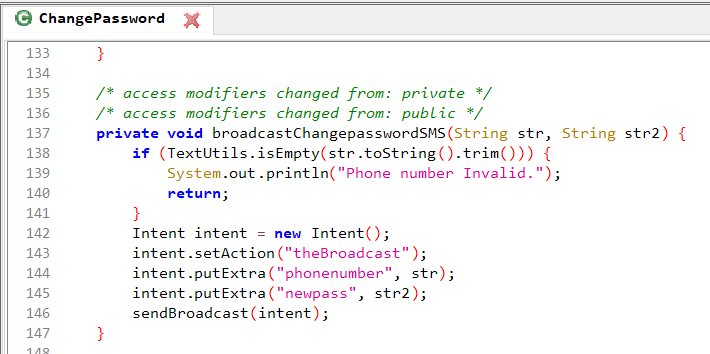 C ChangePassword
133 }
134
135 /* access modifiers changed from: private */
136 /* access modifiers changed from: public */
137 private void broadcastChangepasswordSMS(String str, String str2) {
138 if (TextUtils.isEmpty(str.toString().trim())) {
139 System.out.println("Phone number Invalid.");
140 return;
141 }
142 Intent intent = new Intent();
143 intent.setAction("theBroadcast");
144 intent.putExtra("phonenumber", str);
145 intent.putExtra("newpass", str2);
146 sendBroadcast(intent);
147 }
148